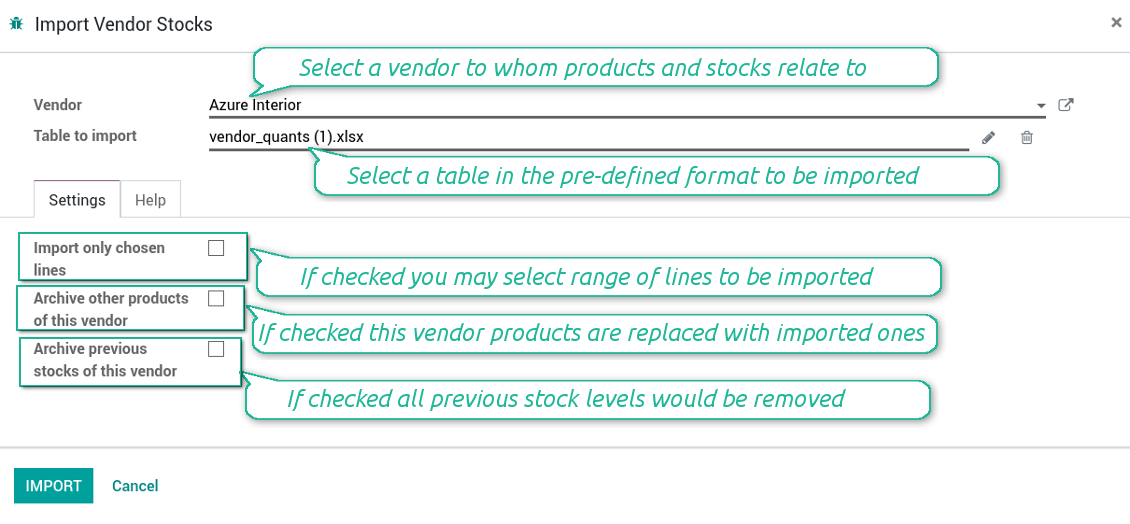 Import Vendor Stocks
×
Select a vendor to whom products and stocks relate to
Vendor
Azure Interior
Table to import
vendor_quants (1).xlsx
Select a table in the pre-defined format to be imported
Settings
Help
Import only chosen
lines
If checked you may select range of lines to be imported
Archive other products
of this vendor
If checked this vendor products are replaced with imported ones
Archive previous
stocks of this vendor
If checked all previous stock levels would be removed
IMPORT
Cancel